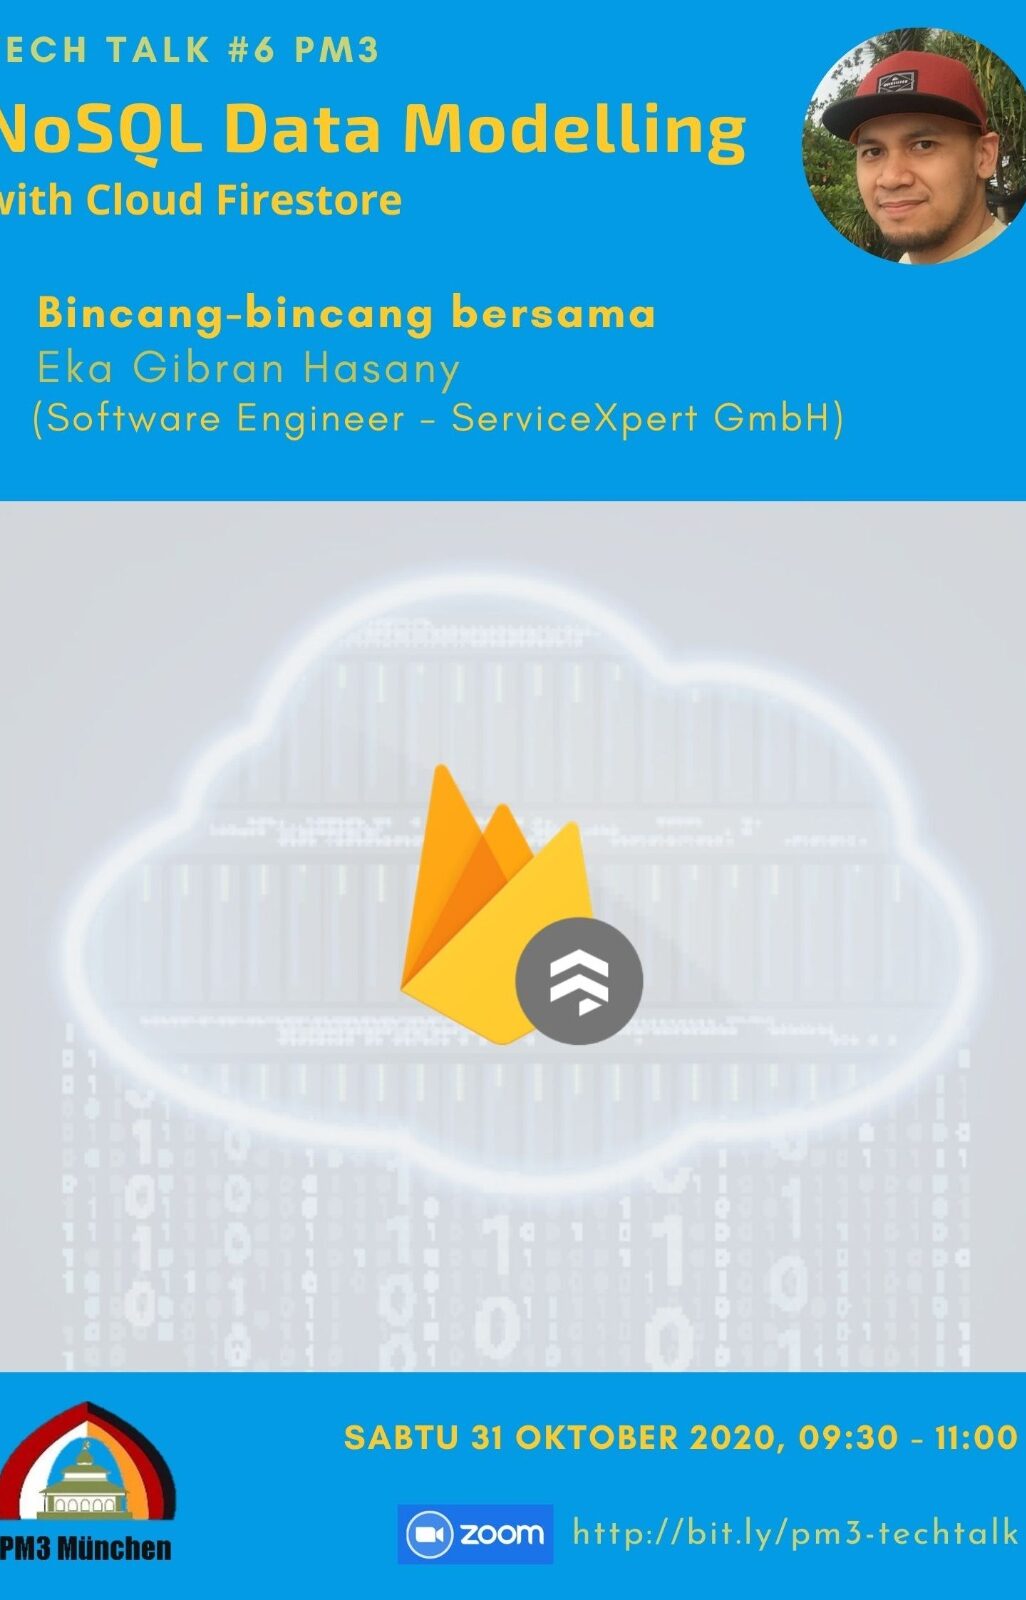 ECH TALK #6 PM3
NoSQL Data Modelling
with Cloud Firestore
Bincang-bincang bersama
Eka Gibran Hasany
(Software Engineer - ServiceXpert GmbH)
PM3 München
SABTU 31 OKTOBER 2020, 09:30 - 11:00
zoom
http://bit.ly/pm3-techtalk